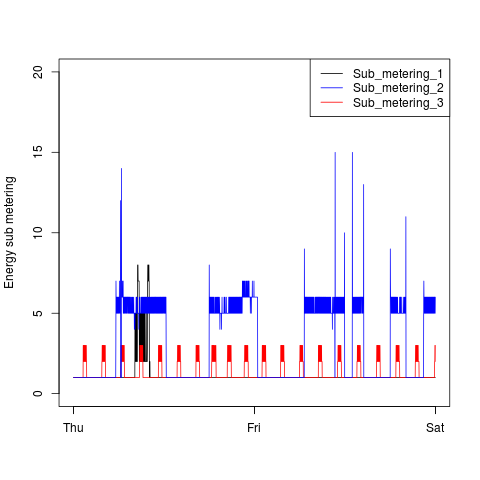 Sub_metering_1
Sub_metering_2
Sub_metering_3
Energy sub metering
20
15
10
5
0
Thu Fri Sat